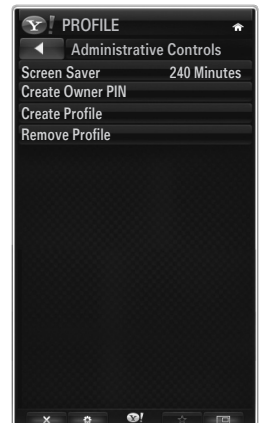 Y! PROFILE
Administrative Controls
Screen Saver 240 Minutes
Create Owner PIN
Create Profile
Remove Profile
Y!